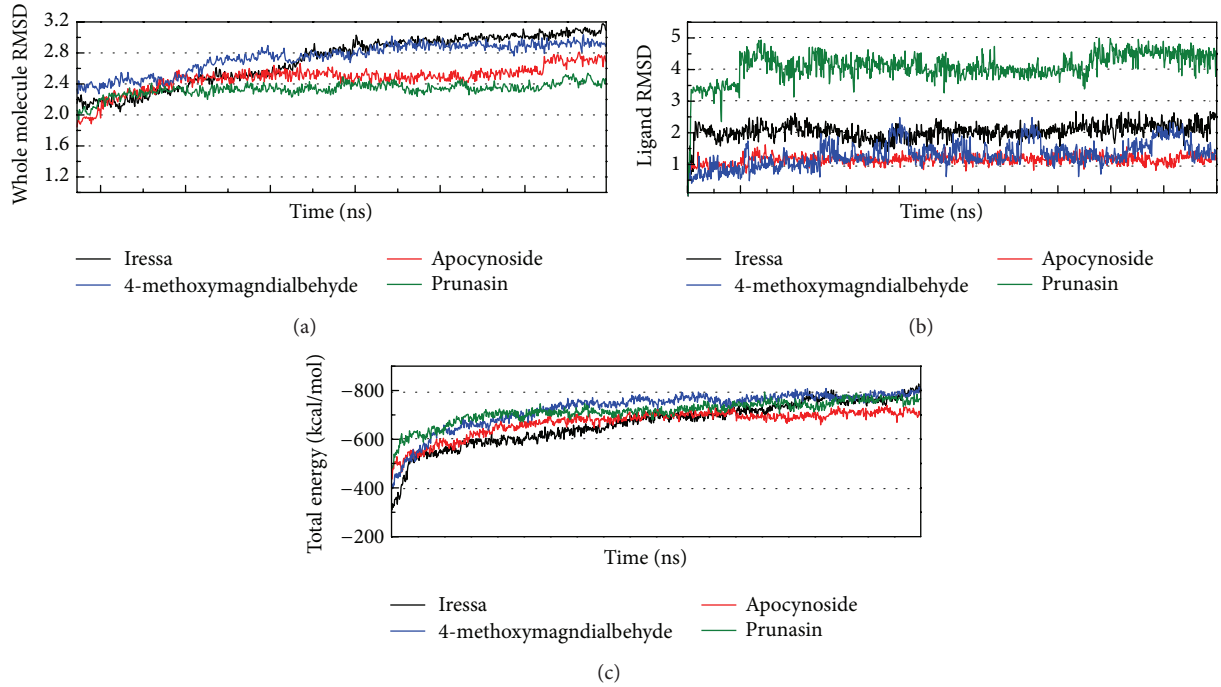 3.2
2.8
2.4
2.0
1.6
1.2
Whole molecule RMSD
Time (ns)
Iressa
4-methoxymagndialbehyde
Apocynoside
Prunasin
(a)
5
4
3
2
1
Ligand RMSD
Time (ns)
Iressa
4-methoxymagndialbehyde
Apocynoside
Prunasin
(b)
−800
−600
−400
−200
Total energy (kcal/mol)
Time (ns)
Iressa
4-methoxymagndialbehyde
Apocynoside
Prunasin
(c)